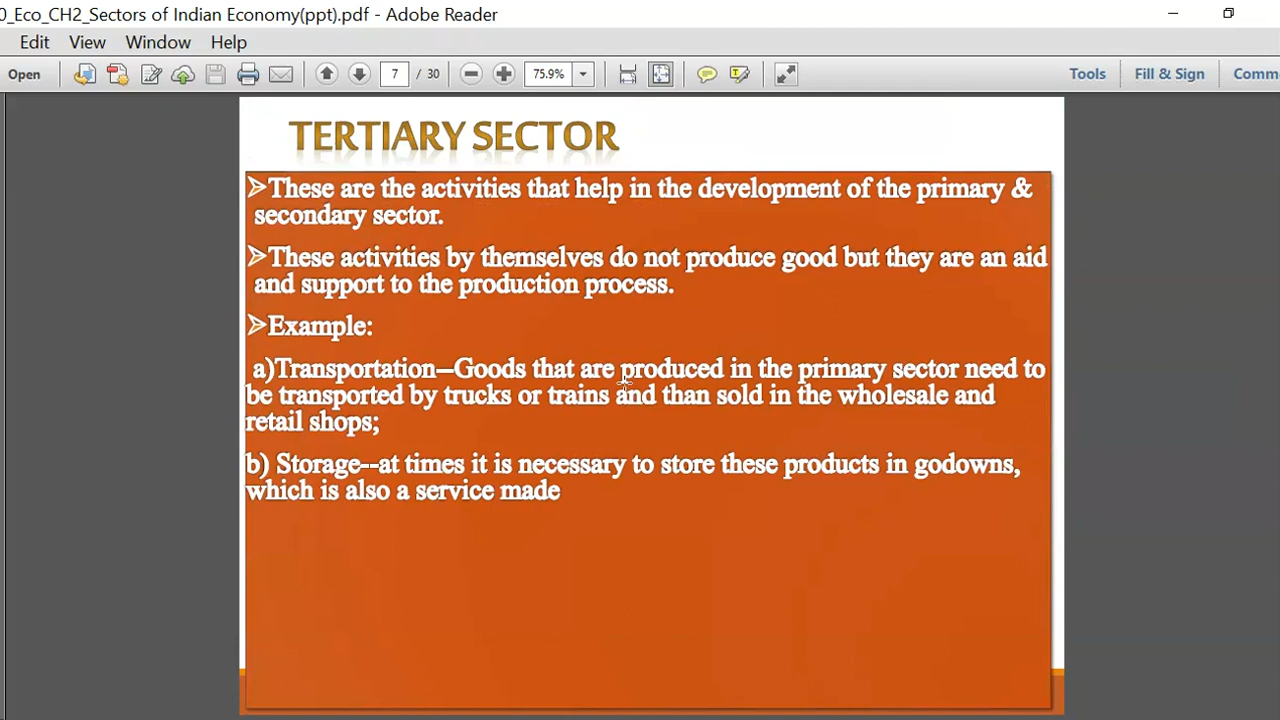 0_Eco_CH2_Sectors of Indian Economy(ppt).pdf - Adobe Reader
Edit View Window Help
Open 7 / 30 75.9% Tools Fill & Sign Comm
TERTIARY SECTOR
These are the activities that help in the development of the primary &
secondary sector.
These activities by themselves do not produce good but they are an aid
and support to the production process.
Example:
a)Transportation–Goods that are produced in the primary sector need to
be transported by trucks or trains and than sold in the wholesale and
retail shops;
b) Storage--at times it is necessary to store these products in godowns,
which is also a service made